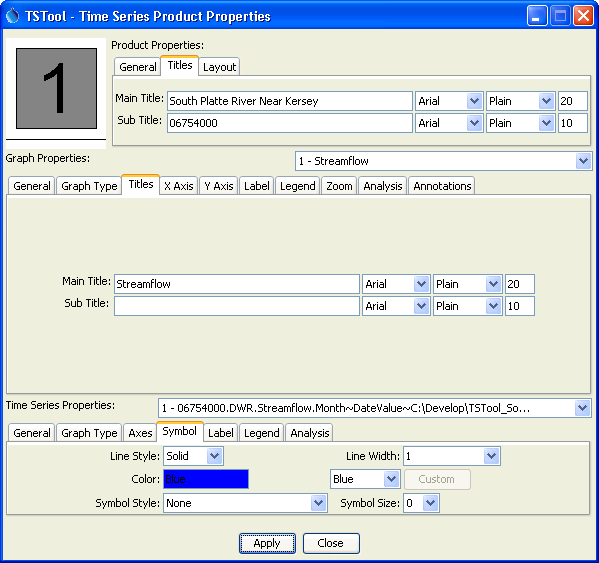 TSTool - Time Series Product Properties
1
Product Properties:
General Titles Layout
Main Title: South Platte River Near Kersey Arial Plain 20
Sub Title: 06754000 Arial Plain 10
Graph Properties: 1 - Streamflow
General Graph Type Titles X Axis Y Axis Label Legend Zoom Analysis Annotations
Main Title: Streamflow Arial Plain 20
Sub Title: Arial Plain 10
Time Series Properties: 1 - 06754000.DWR.Streamflow.Month~DateValue~C:\Develop\TSTool_So...
General Graph Type Axes Symbol Label Legend Analysis
Line Style: Solid Line Width: 1
Color: Blue Blue Custom
Symbol Style: None Symbol Size: 0
Apply Close